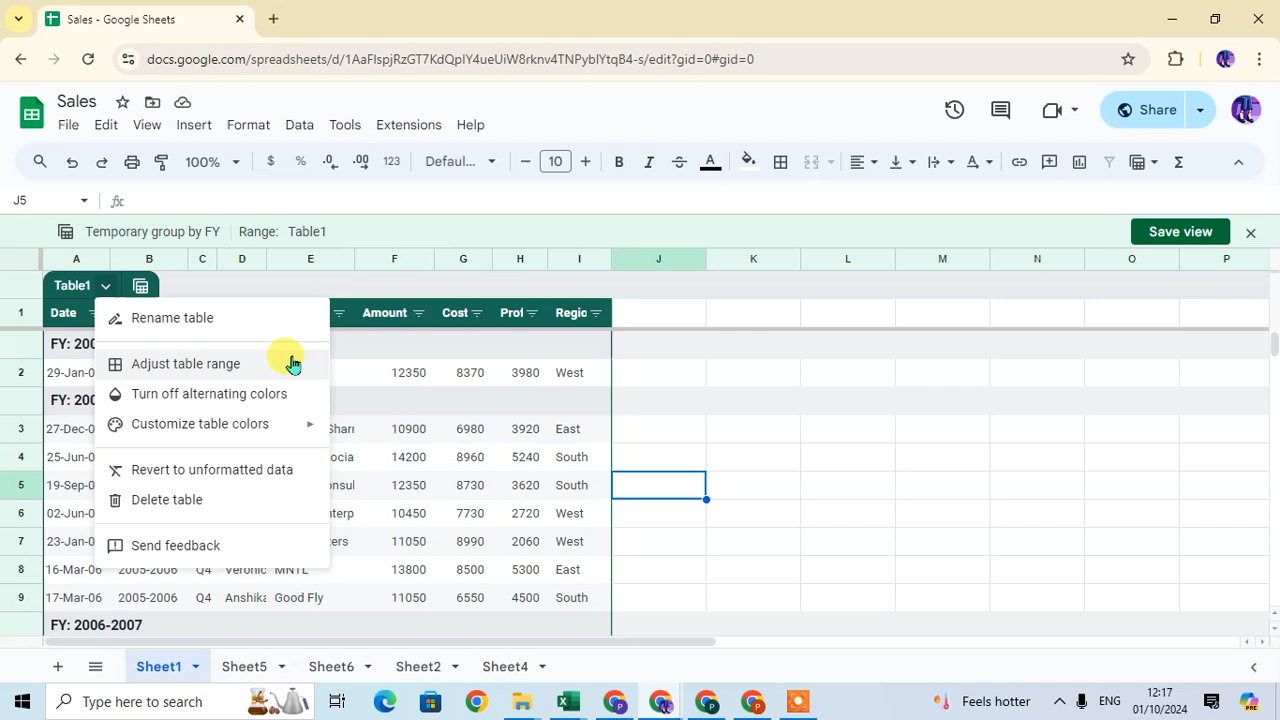 Sales - Google Sheets
docs.google.com/spreadsheets/d/1AaFlspjRzGT7KdQpIY4ueUiW8rknv4TNPyblYtqB4-s/edit?gid=0#gid=0
Sales
File Edit View Insert Format Data Tools Extensions Help
Share
100% $ % .0 .00 123 Defaul... 10 B I A Σ
J5 fx
Temporary group by FY Range: Table1 Save view
A B C D E F G H I J K L M N O P
Table1
1 Date Amount Cost Prof Regio
Rename table
FY: 200
Adjust table range
2 29-Jan-0 12350 8370 3980 West
Turn off alternating colors
FY: 200
Customize table colors
3 27-Dec-0 Sharr 10900 6980 3920 East
4 25-Jun-0 ocia 14200 8960 5240 South
Revert to unformatted data
5 19-Sep-0 onsul 12350 8730 3620 South
Delete table
6 02-Jun-0 nterp 10450 7730 2720 West
7 23-Jan-0 ters 11050 8990 2060 West
Send feedback
8 16-Mar-06 2005-2006 Q4 Veronic MNTL 13800 8500 5300 East
9 17-Mar-06 2005-2006 Q4 Anshika Good Fly 11050 6550 4500 South
FY: 2006-2007
Sheet1 Sheet5 Sheet6 Sheet2 Sheet4
Type here to search
Feels hotter ENG 12:17
01/10/2024